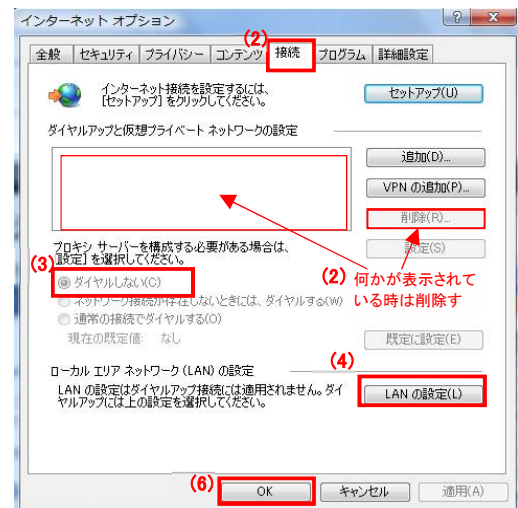 インターネット オプション
(2)
全般 セキュリティ プライバシー コンテンツ 接続 プログラム 詳細設定
インターネット接続を設定するには、
[セットアップ] をクリックしてください。
セットアップ(U)
ダイヤルアップと仮想プライベート ネットワークの設定
追加(D)...
VPN の追加(P)...
削除(R)...
プロキシ サーバーを構成する必要がある場合は、
[設定] を選択してください。
設定(S)
(3)
ダイヤルしない(C)
(2) 何かが表示されて
いる時は削除す
ネットワーク接続が存在しないときには、ダイヤルする(W)
通常の接続でダイヤルする(O)
現在の既定値: なし
既定に設定(E)
ローカル エリア ネットワーク (LAN) の設定
(4)
LAN の設定はダイヤルアップ接続には適用されません。ダイ
ヤルアップには上の設定を選択してください。
LAN の設定(L)
(6)
OK キャンセル 適用(A)